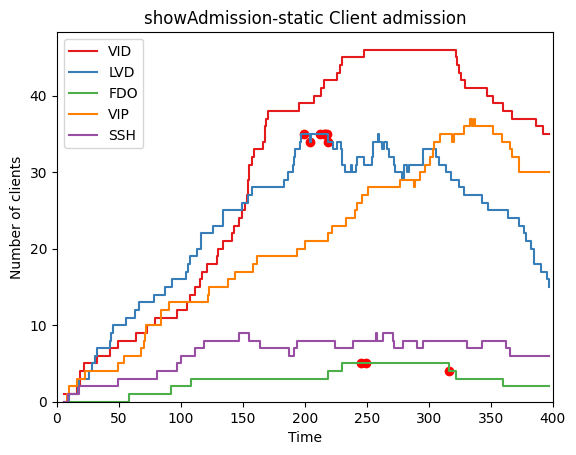 showAdmission-static Client admission
VID
LVD
FDO
VIP
SSH
Number of clients
40
30
20
10
0
0 50 100 150 200 250 300 350 400
Time